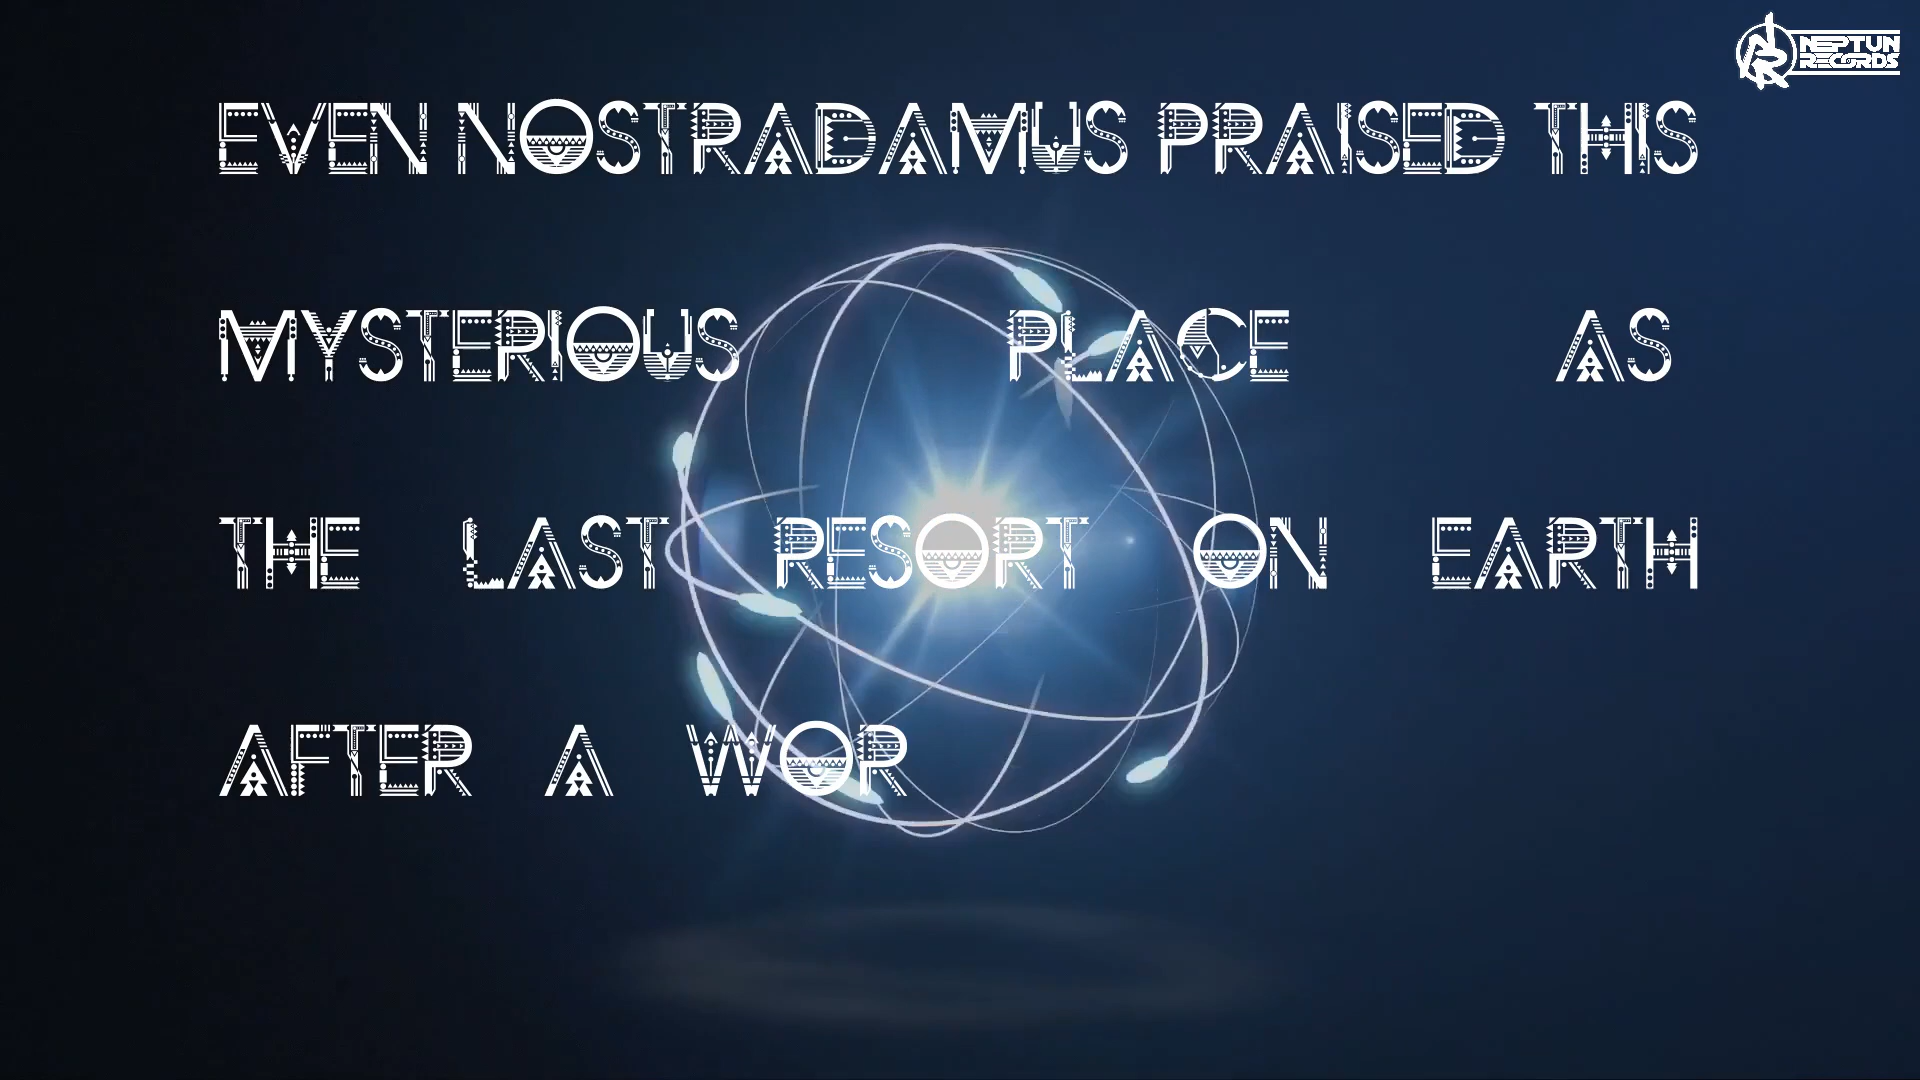 NEPTUN
RECORDS
EVEN NOSTRADAMUS PRAISED THIS
MYSTERIOUS PLACE AS
THE LAST RESORT ON EARTH
AFTER A WOR